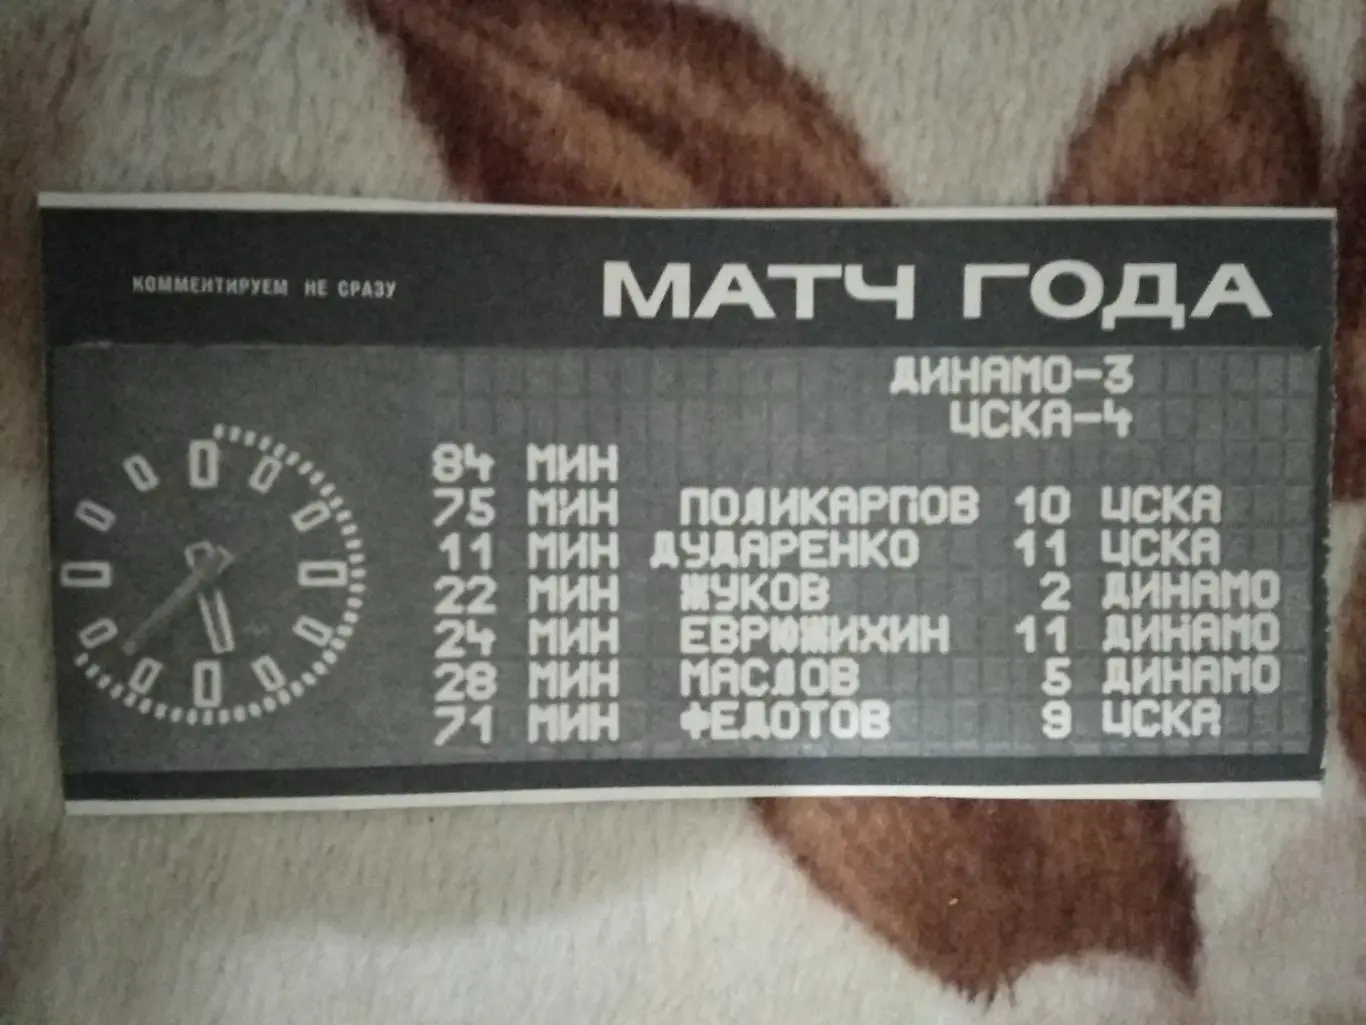 КОММЕНТИРУЕМ НЕ СРАЗУ
МАТЧ ГОДА
ДИНАМО-3
ЦСКА-4
84 МИН
75 МИН ПОЛИКАРПОВ 10 ЦСКА
11 МИН ДУДАРЕНКО 11 ЦСКА
22 МИН ЖУКОВ 2 ДИНАМО
24 МИН ЕВРЮЖИХИН 11 ДИНАМО
28 МИН МАСЛОВ 5 ДИНАМО
71 МИН ФЕДОТОВ 9 ЦСКА